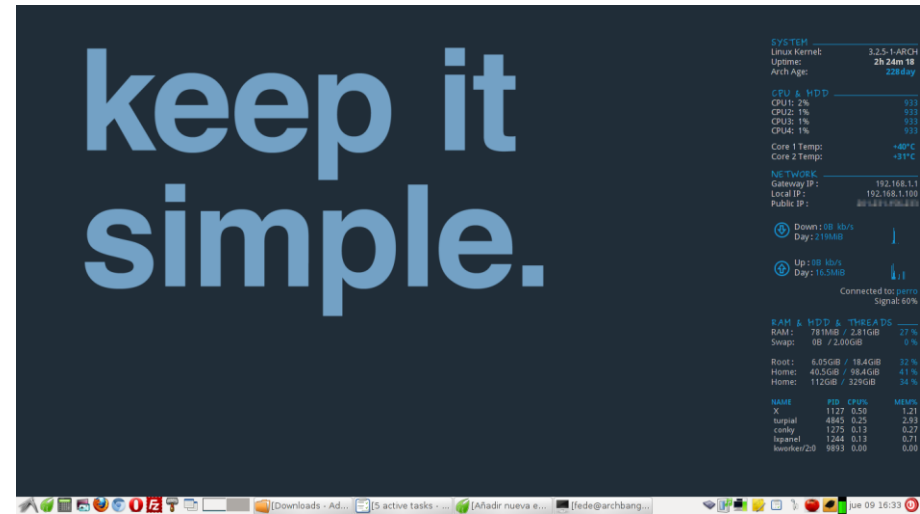 keep it
simple.
SYSTEM
Linux Kernel: 3.2.5-1-ARCH
Uptime: 2h 24m 18
Arch Age: 228day
CPU & HDD
CPU1: 2% 933
CPU2: 1% 933
CPU3: 1% 933
CPU4: 1% 933
Core 1 Temp: +40°C
Core 2 Temp: +31°C
NETWORK
Gateway IP : 192.168.1.1
Local IP : 192.168.1.100
Public IP :
Down : 0B kb/s
Day : 219MiB
Up : 0B kb/s
Day : 16.5MiB
Connected to: perro
Signal: 60%
RAM & HDD & THREADS
RAM : 781MiB / 2.81GiB 27 %
Swap: 0B / 2.00GiB 0 %
Root : 6.05GiB / 18.4GiB 32 %
Home: 40.5GiB / 98.4GiB 41 %
Home: 112GiB / 329GiB 34 %
NAME PID CPU% MEM%
X 1127 0.50 1.21
turpial 4845 0.25 2.93
conky 1275 0.13 0.27
lxpanel 1244 0.13 0.71
kworker/2:0 9893 0.00 0.00
[Downloads - Ad... [5 active tasks - ... [Añadir nueva e... [fede@archbang... jue 09 16:33